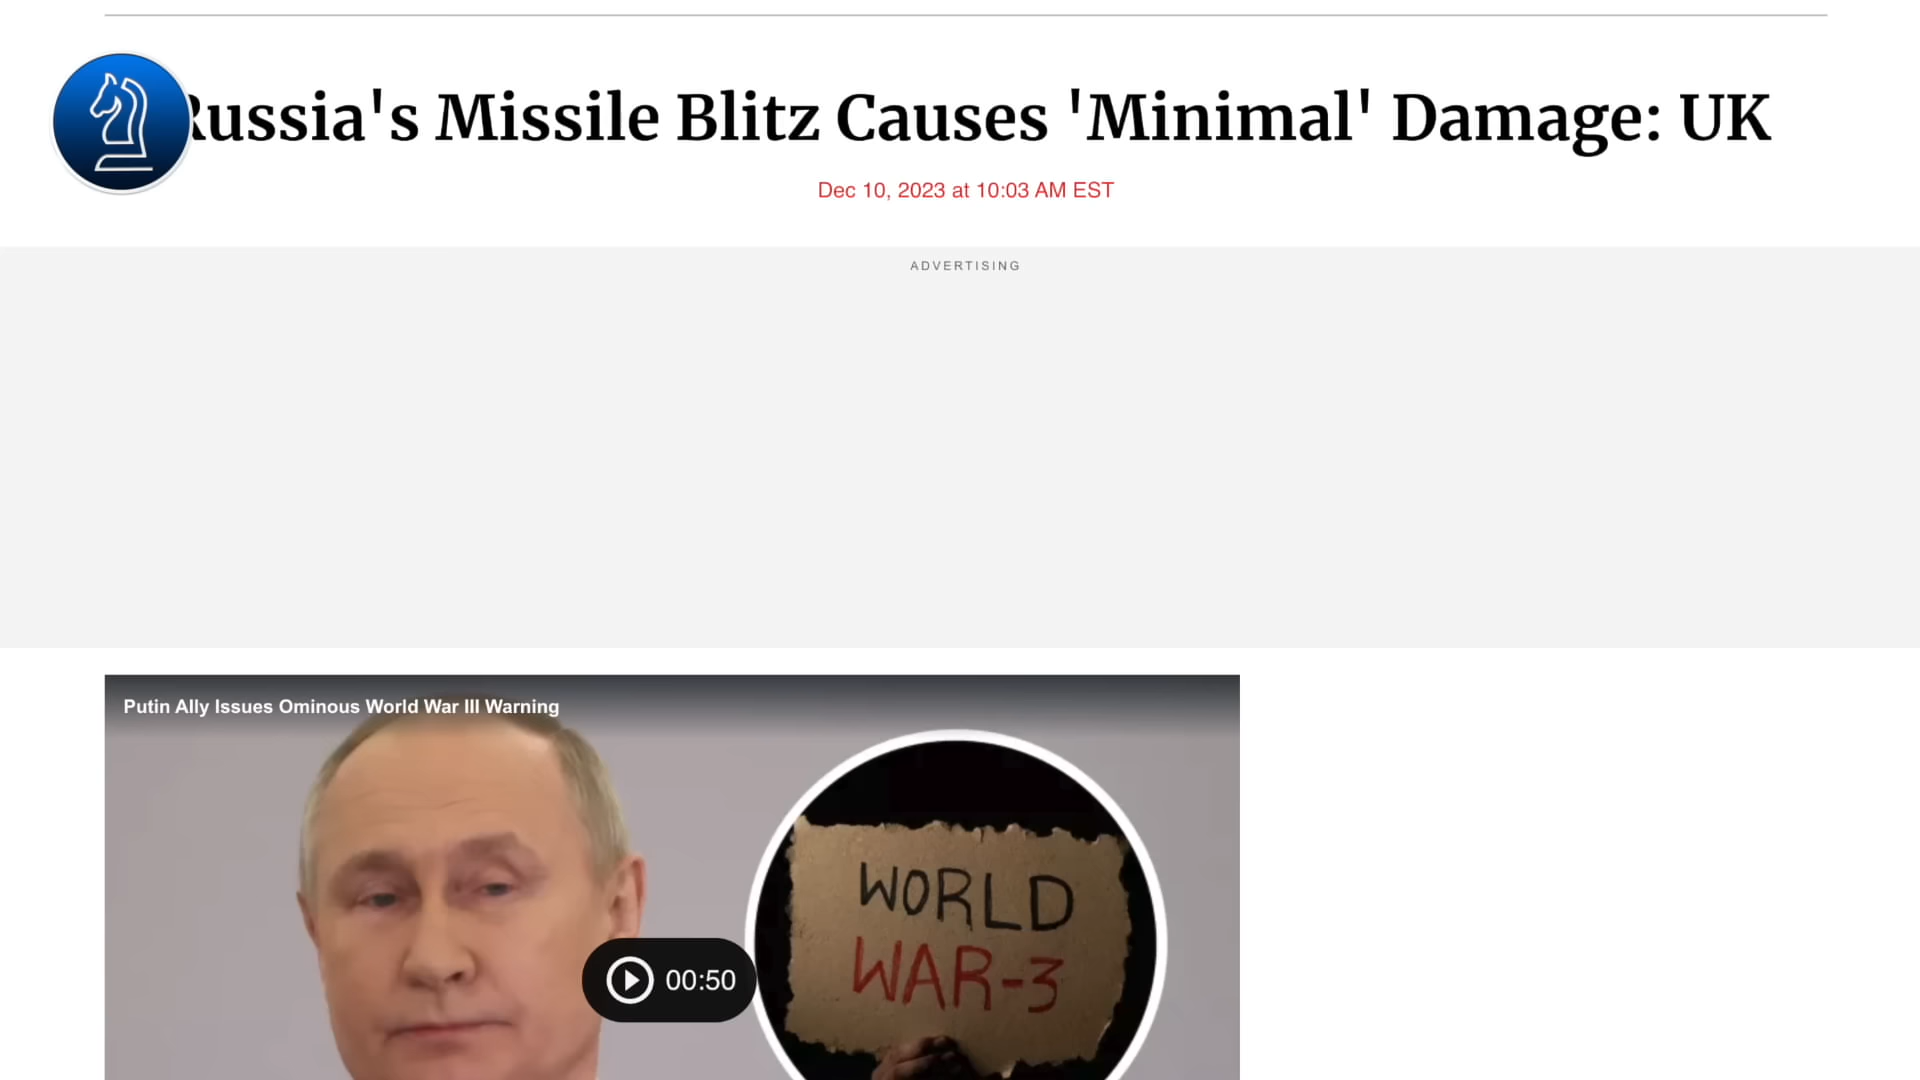 Russia's Missile Blitz Causes 'Minimal' Damage: UK
Dec 10, 2023 at 10:03 AM EST
ADVERTISING
Putin Ally Issues Ominous World War III Warning
WORLD
WAR-3
00:50